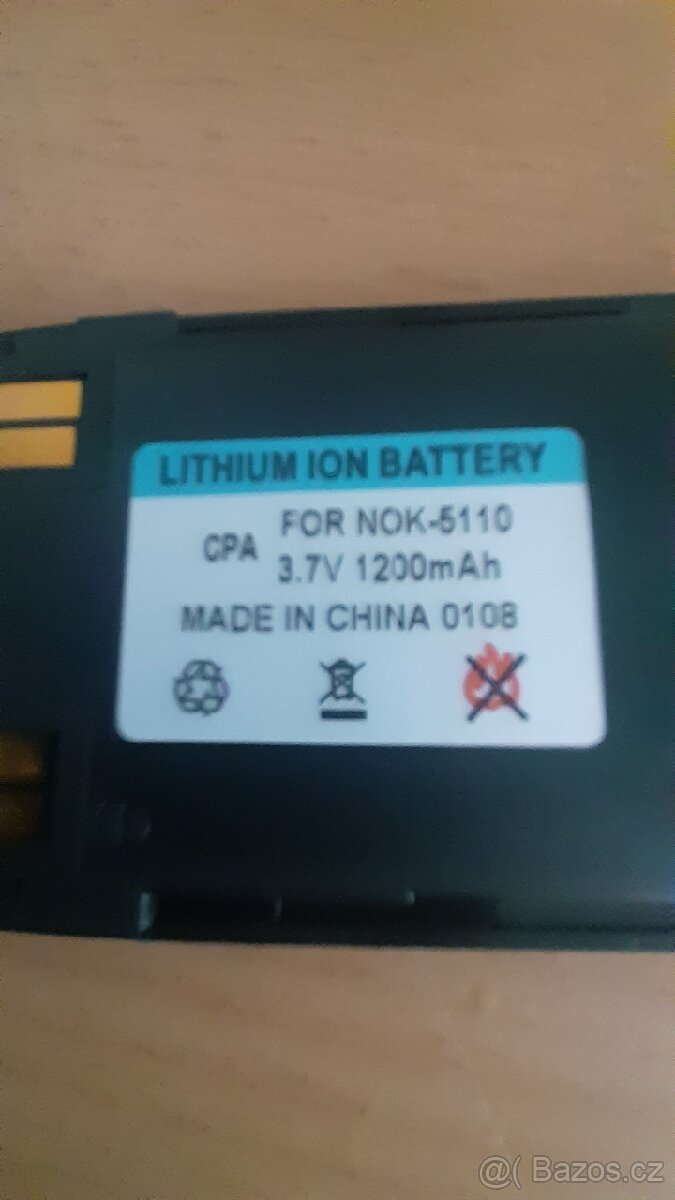 LITHIUM ION BATTERY
FOR NOK-5110
CPA
3.7V 1200mAh
MADE IN CHINA 0108
@( Bazos.cz